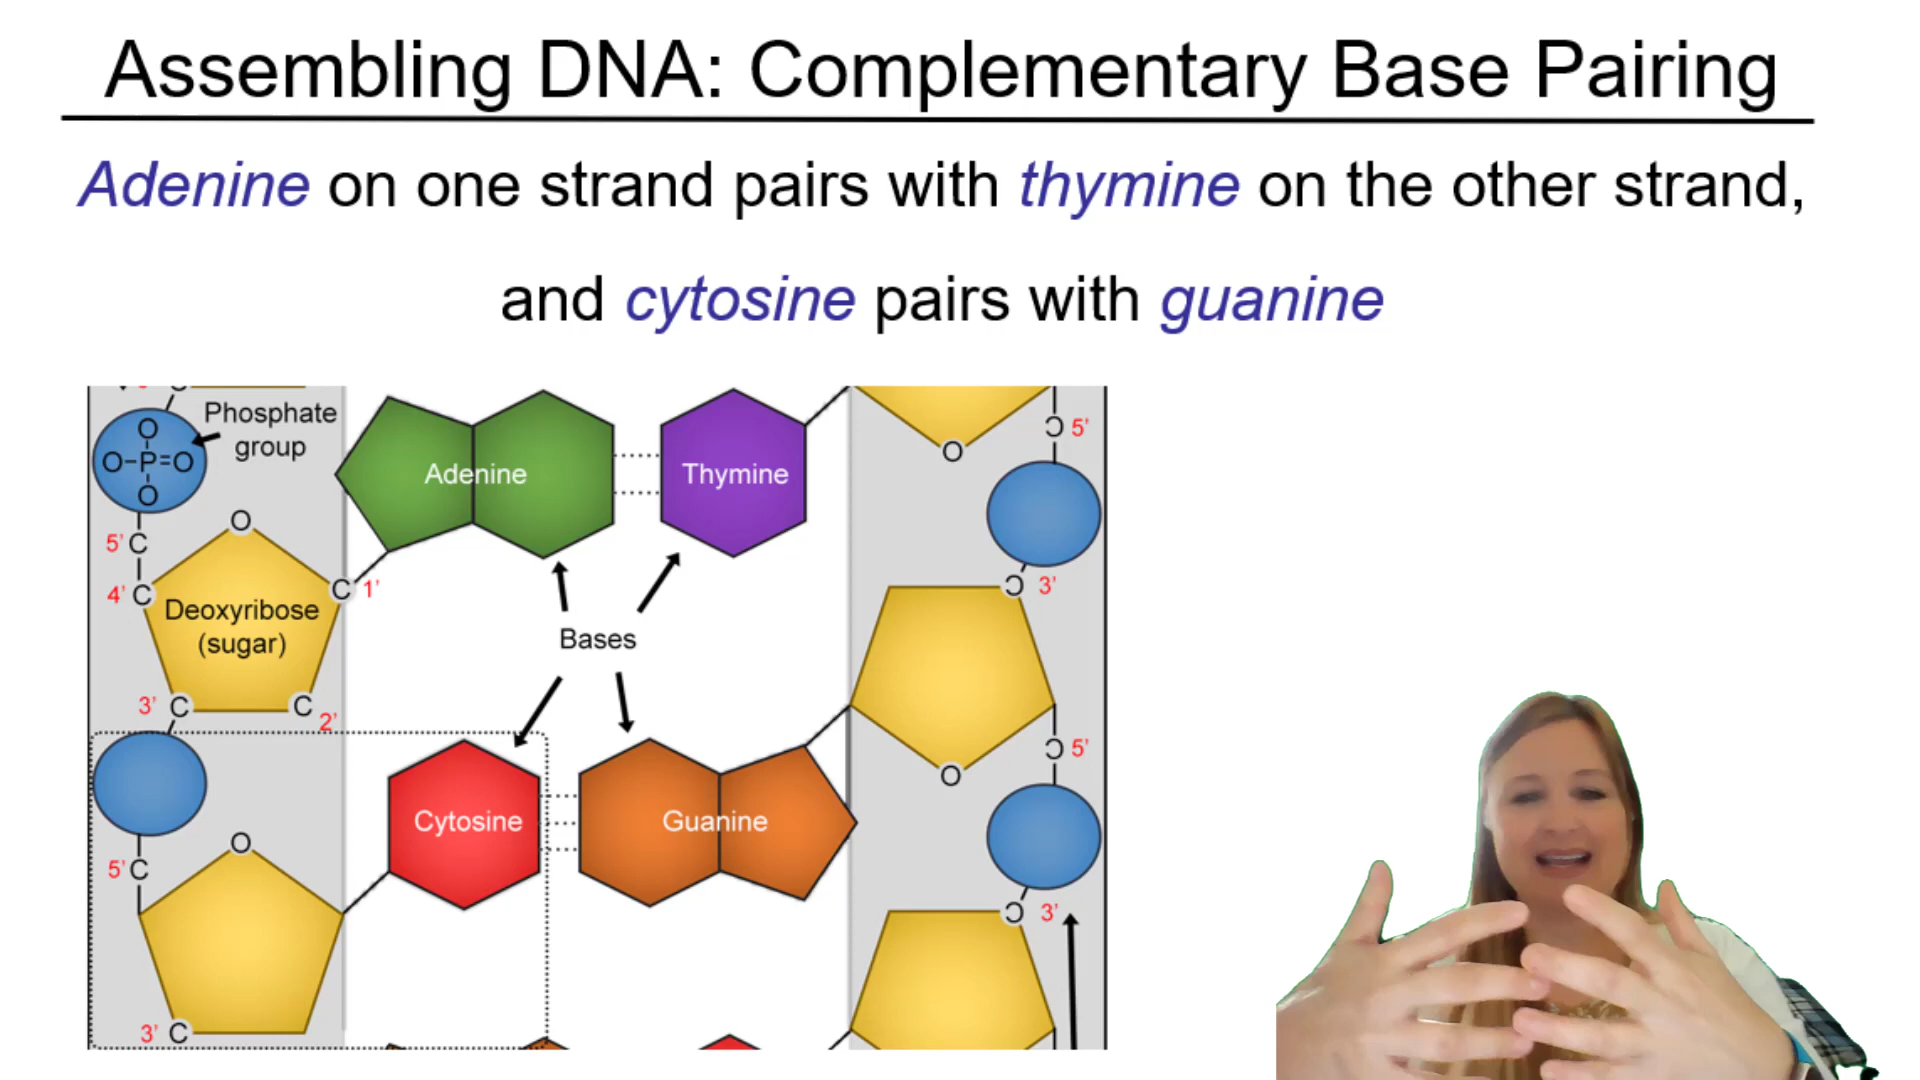 Assembling DNA: Complementary Base Pairing
Adenine on one strand pairs with thymine on the other strand,
and cytosine pairs with guanine
Phosphate
group
O
O-P=O
O
Adenine
Thymine
O
C 5'
5' C
O
4' C
C 1'
C 3'
Deoxyribose
(sugar)
Bases
3' C
C 2'
C 5'
O
Cytosine
Guanine
O
5' C
C 3'
3' C